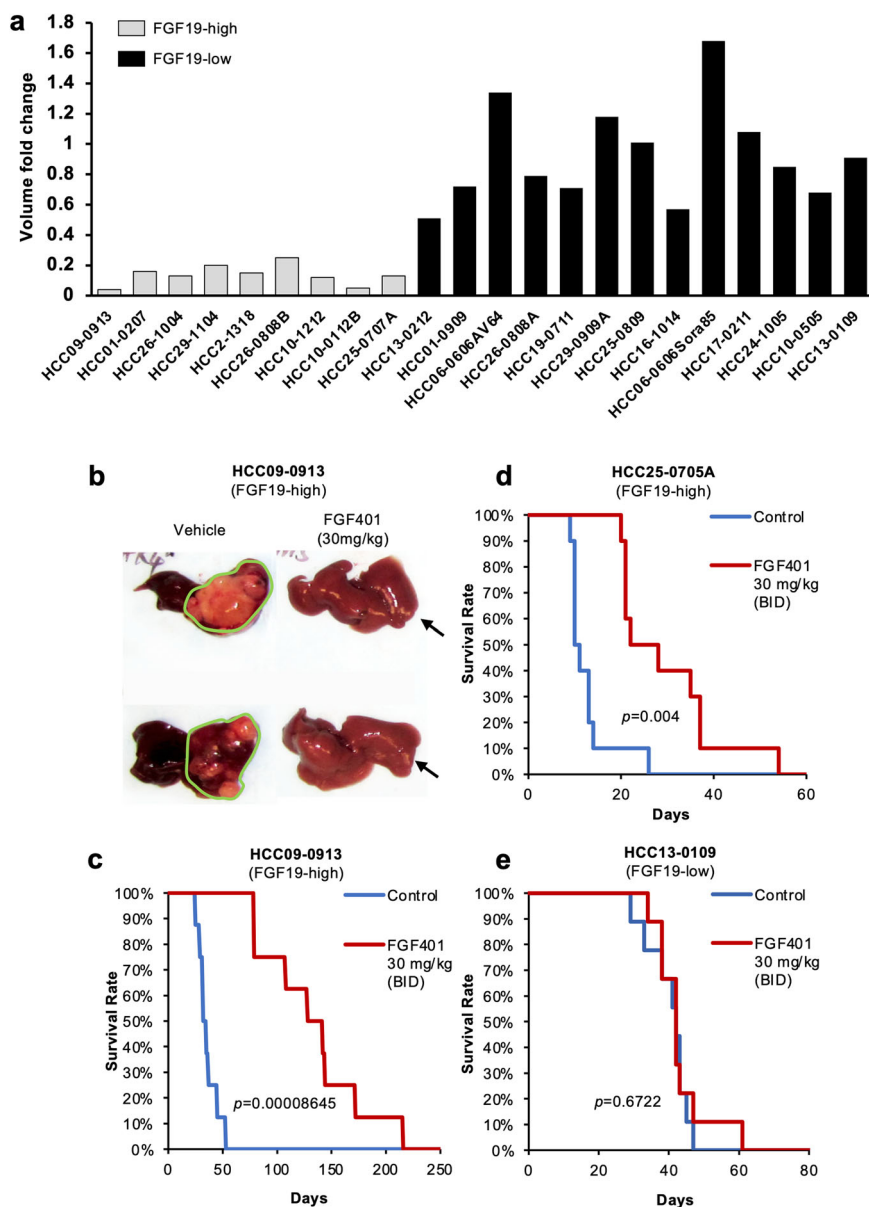 a
FGF19-high
FGF19-low
Volume fold change
1.8
1.6
1.4
1.2
1
0.8
0.6
0.4
0.2
0
HCC09-0913
HCC01-0207
HCC26-1004
HCC29-1104
HCC2-1318
HCC26-0808B
HCC10-1212
HCC10-0112B
HCC25-0707A
HCC13-0212
HCC01-0909
HCC06-0606AV64
HCC26-0808A
HCC19-0711
HCC29-0909A
HCC25-0809
HCC16-1014
HCC06-0606Sora85
HCC17-0211
HCC24-1005
HCC10-0505
HCC13-0109
b
HCC09-0913
(FGF19-high)
Vehicle
FGF401
(30mg/kg)
d
HCC25-0705A
(FGF19-high)
Control
FGF401
30 mg/kg
(BID)
Survival Rate
100%
90%
80%
70%
60%
50%
40%
30%
20%
10%
0%
p=0.004
0 20 40 60
Days
c
HCC09-0913
(FGF19-high)
Control
FGF401
30 mg/kg
(BID)
Survival Rate
100%
90%
80%
70%
60%
50%
40%
30%
20%
10%
0%
p=0.00008645
0 50 100 150 200 250
Days
e
HCC13-0109
(FGF19-low)
Control
FGF401
30 mg/kg
(BID)
Survival Rate
100%
90%
80%
70%
60%
50%
40%
30%
20%
10%
0%
p=0.6722
0 20 40 60 80
Days